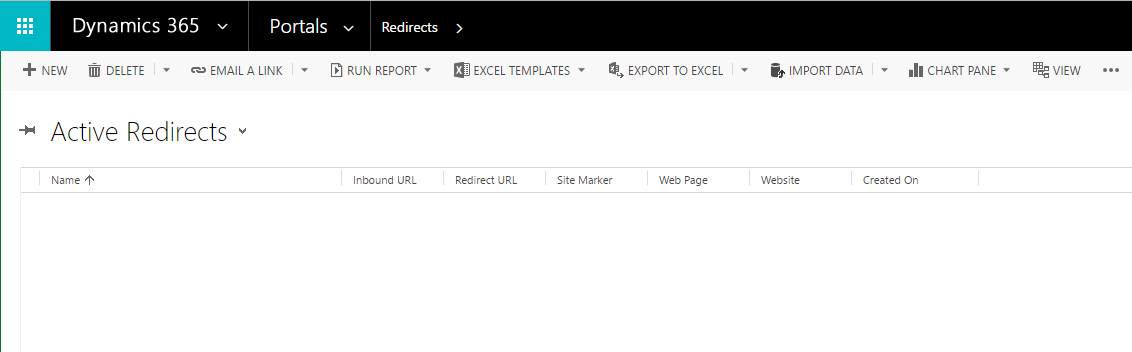 Dynamics 365 Portals Redirects
NEW DELETE EMAIL A LINK RUN REPORT EXCEL TEMPLATES EXPORT TO EXCEL IMPORT DATA CHART PANE VIEW
Active Redirects
Name Inbound URL Redirect URL Site Marker Web Page Website Created On